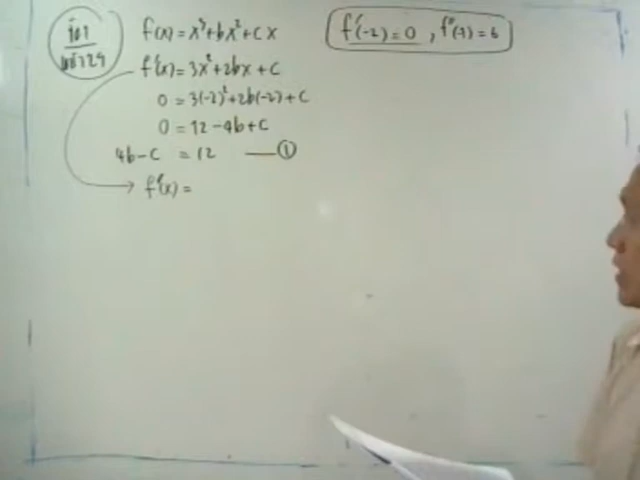 f(x) = x³+bx²+cx
f'(-2)=0 , f"(-1)=6
f'(x) = 3x²+2bx+c
0 = 3(-2)²+2b(-2)+c
0 = 12-4b+c
4b-c = 12 —①
f"(x) =